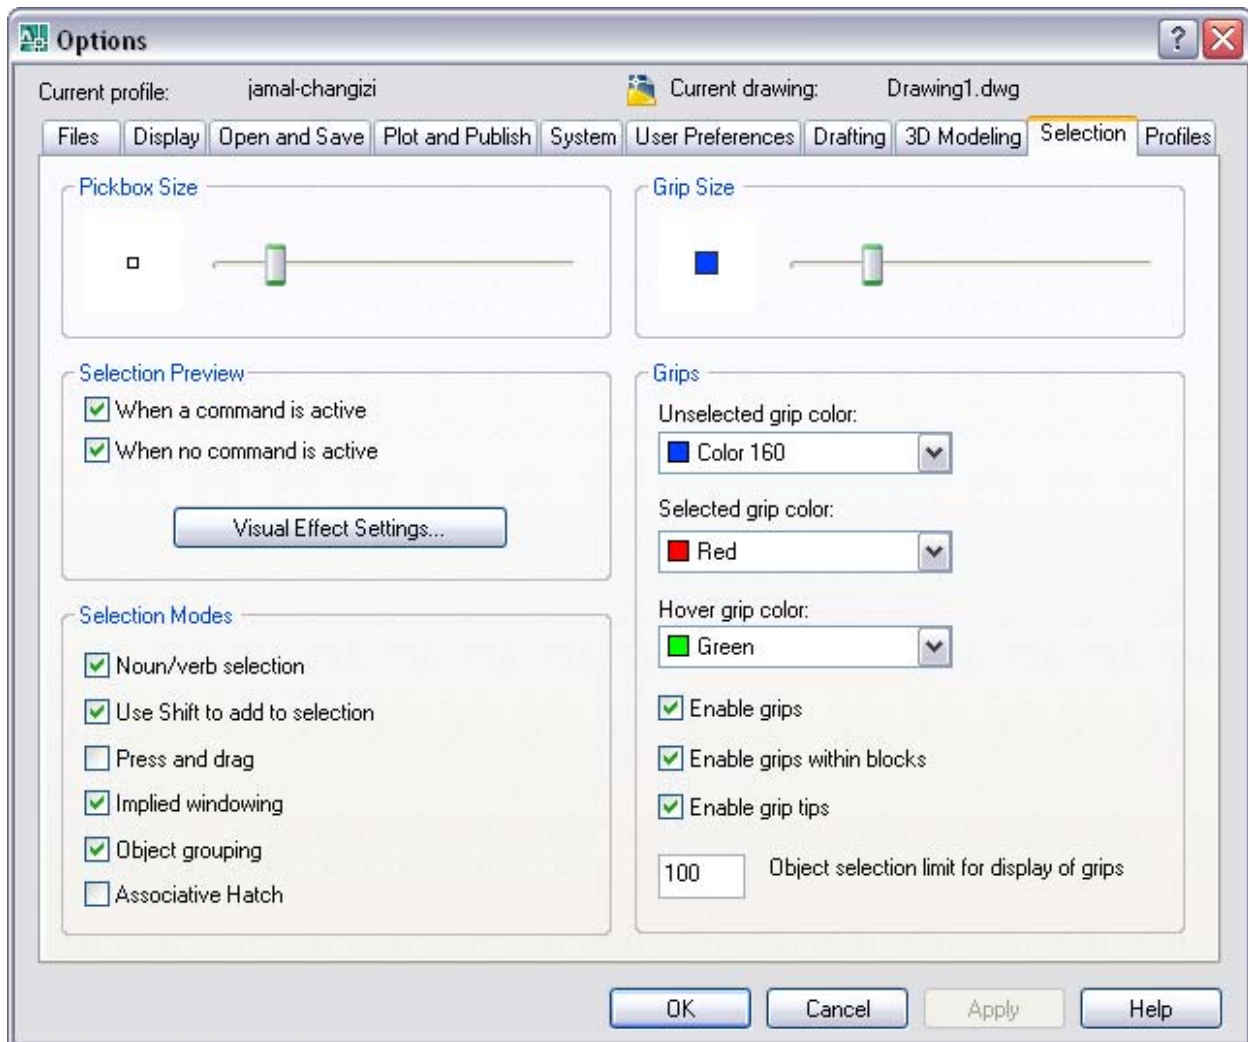 Options
Current profile: jamal-changizi Current drawing: Drawing1.dwg
Files Display Open and Save Plot and Publish System User Preferences Drafting 3D Modeling Selection Profiles
Pickbox Size
Grip Size
Selection Preview
When a command is active
When no command is active
Visual Effect Settings...
Selection Modes
Noun/verb selection
Use Shift to add to selection
Press and drag
Implied windowing
Object grouping
Associative Hatch
Grips
Unselected grip color:
Color 160
Selected grip color:
Red
Hover grip color:
Green
Enable grips
Enable grips within blocks
Enable grip tips
100 Object selection limit for display of grips
OK Cancel Apply Help